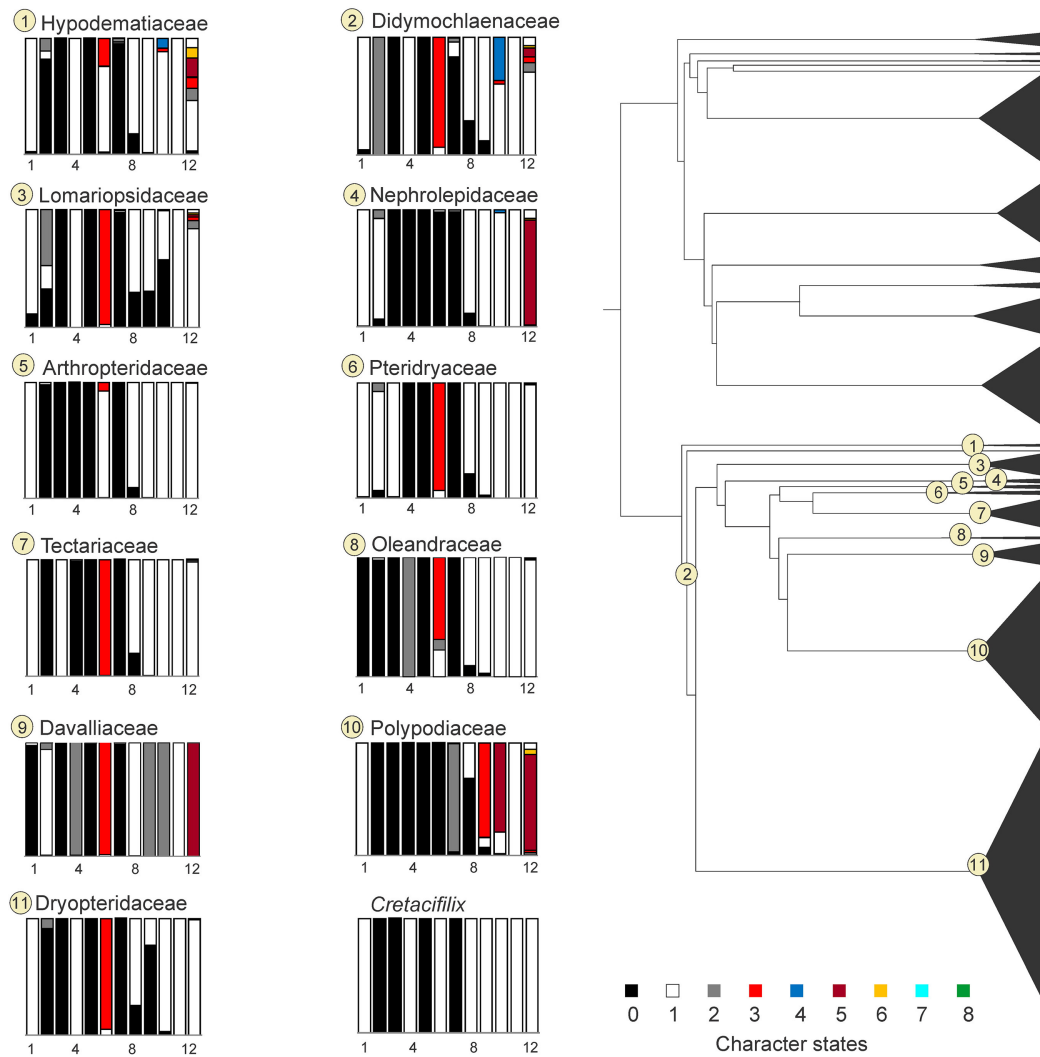 1 Hypodematiaceae
1 4 8 12
2 Didymochlaenaceae
1 4 8 12
3 Lomariopsidaceae
1 4 8 12
4 Nephrolepidaceae
1 4 8 12
5 Arthropteridaceae
1 4 8 12
6 Pteridryaceae
1 4 8 12
7 Tectariaceae
1 4 8 12
8 Oleandraceae
1 4 8 12
9 Davalliaceae
1 4 8 12
10 Polypodiaceae
1 4 8 12
11 Dryopteridaceae
1 4 8 12
Cretacifilix
1 4 8 12
1
3
4
5
6
7
8
9
2
10
11
0 1 2 3 4 5 6 7 8
Character states